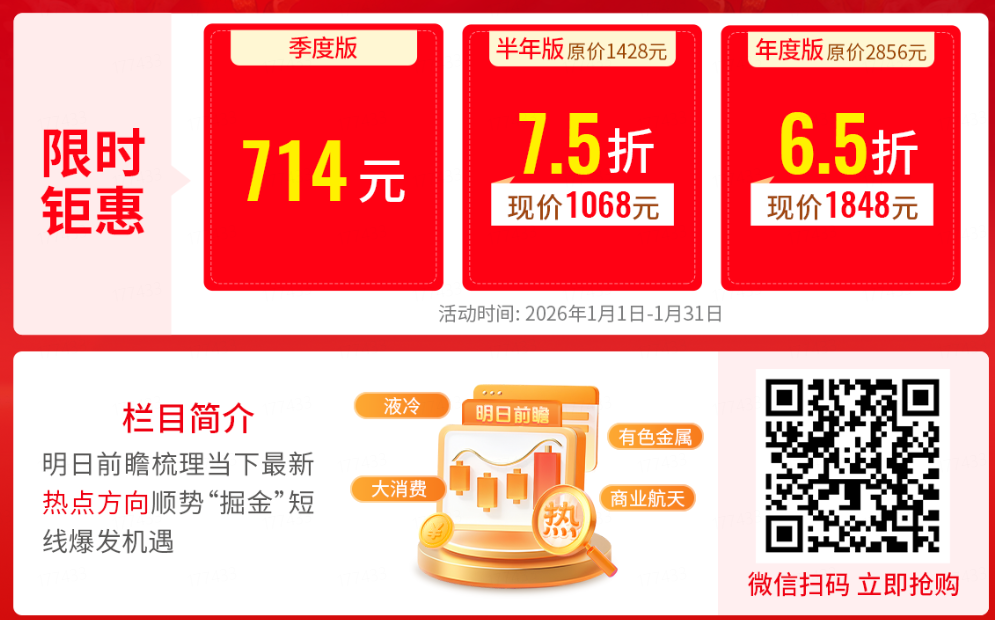 限时
钜惠
季度版
714元
半年版 原价1428元
7.5折
现价1068元
年度版 原价2856元
6.5折
现价1848元
活动时间: 2026年1月1日-1月31日
栏目简介
明日前瞻梳理当下最新
热点方向顺势“掘金”短
线爆发机遇
液冷
明日前瞻
有色金属
大消费
商业航天
热
¥
微信扫码 立即抢购